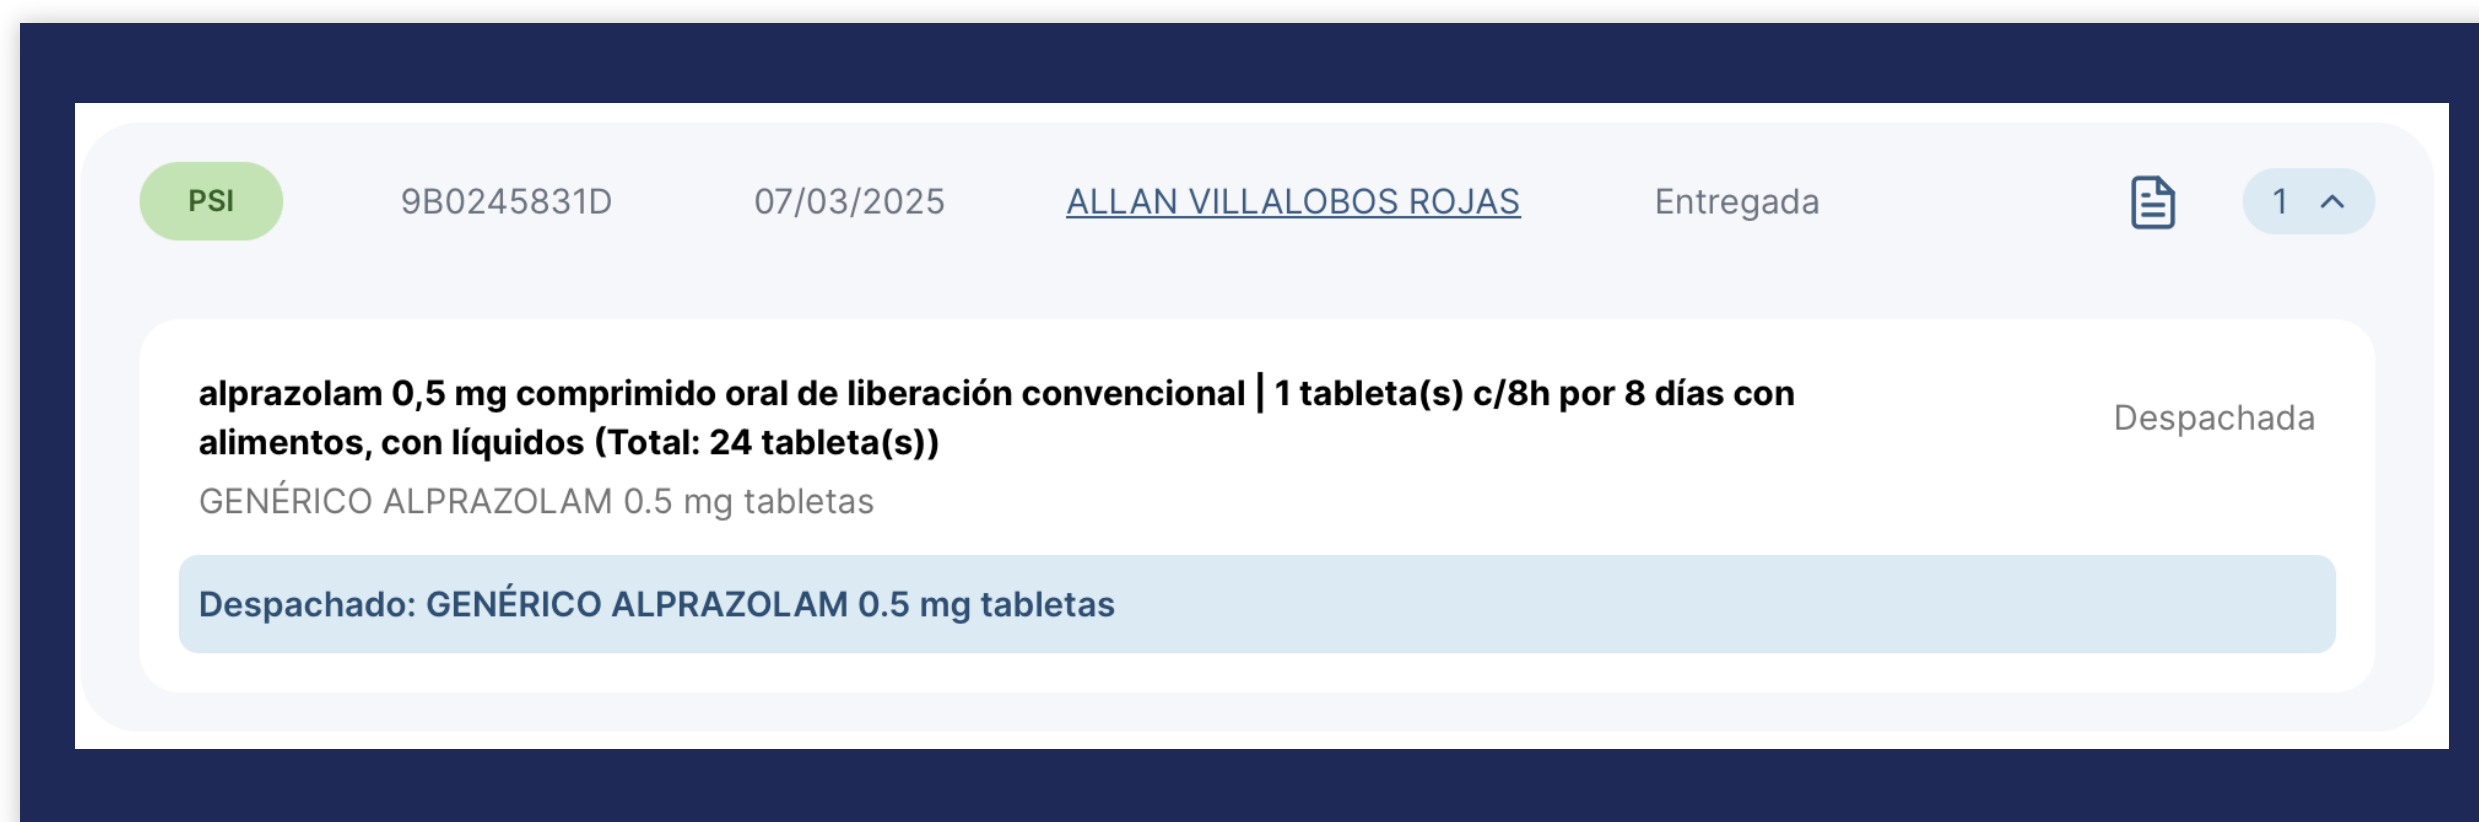 PSI 9B0245831D 07/03/2025 ALLAN VILLALOBOS ROJAS Entregada 1
alprazolam 0,5 mg comprimido oral de liberación convencional | 1 tableta(s) c/8h por 8 días con
alimentos, con líquidos (Total: 24 tableta(s))
Despachada
GENÉRICO ALPRAZOLAM 0.5 mg tabletas
Despachado: GENÉRICO ALPRAZOLAM 0.5 mg tabletas